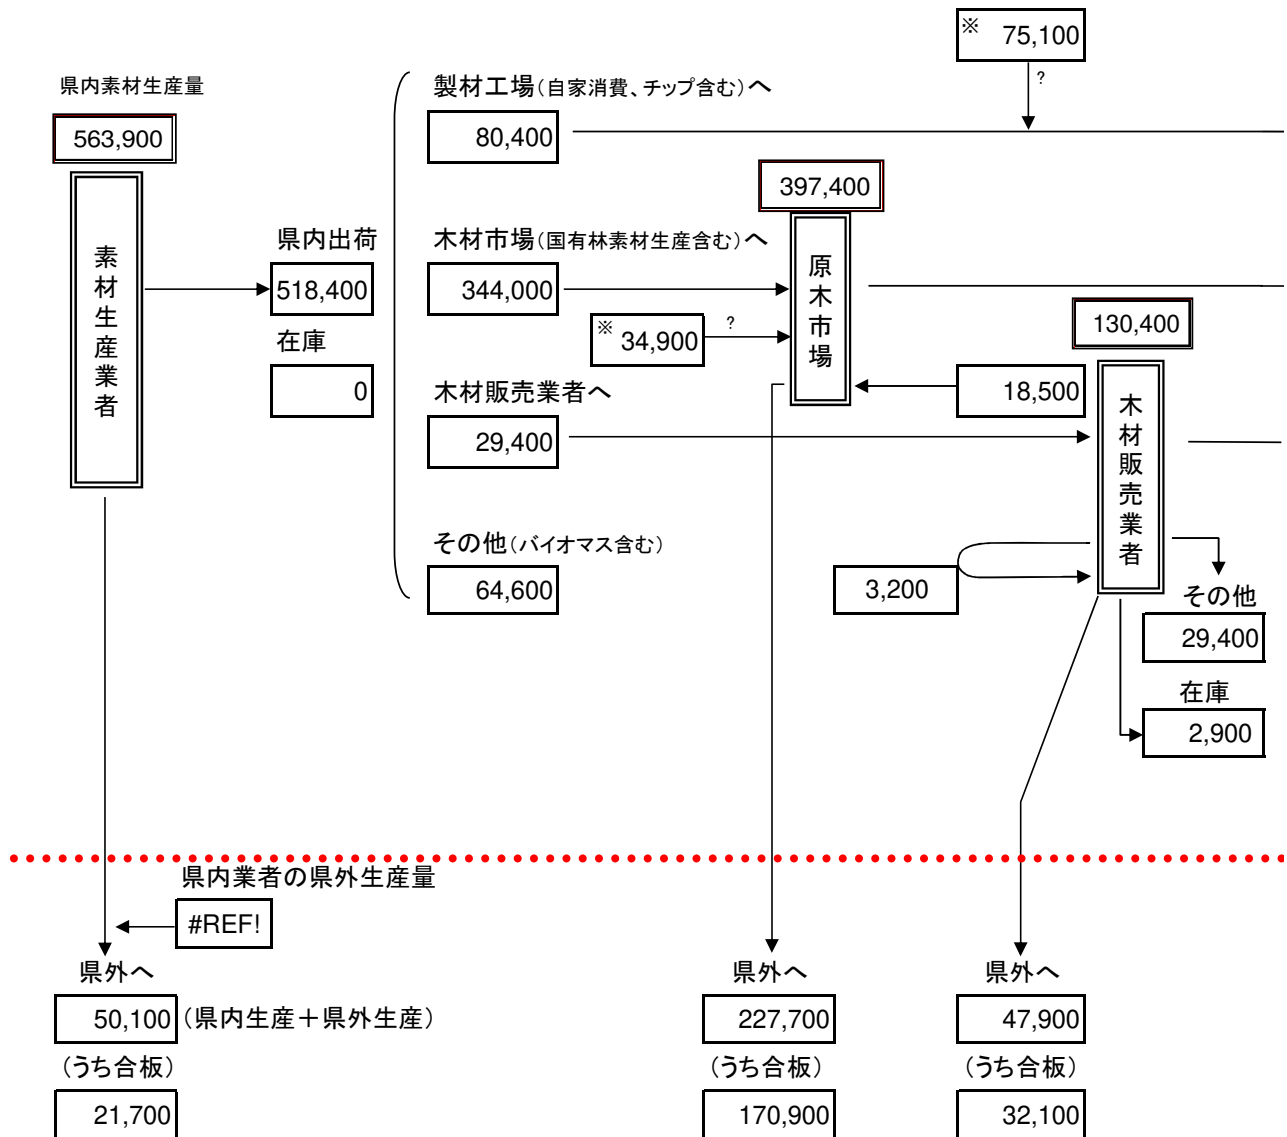 ※ 75,100
?
県内素材生産量
563,900
製材工場(自家消費、チップ含む)へ
80,400
397,400
素材生産業者
県内出荷
518,400
在庫
0
木材市場(国有林素材生産含む)へ
344,000
※ 34,900
?
原木市場
130,400
18,500
木材販売業者へ
29,400
木材販売業者
その他(バイオマス含む)
64,600
3,200
その他
29,400
在庫
2,900
県内業者の県外生産量
#REF!
県外へ
50,100
(県内生産+県外生産)
(うち合板)
21,700
県外へ
227,700
(うち合板)
170,900
県外へ
47,900
(うち合板)
32,100